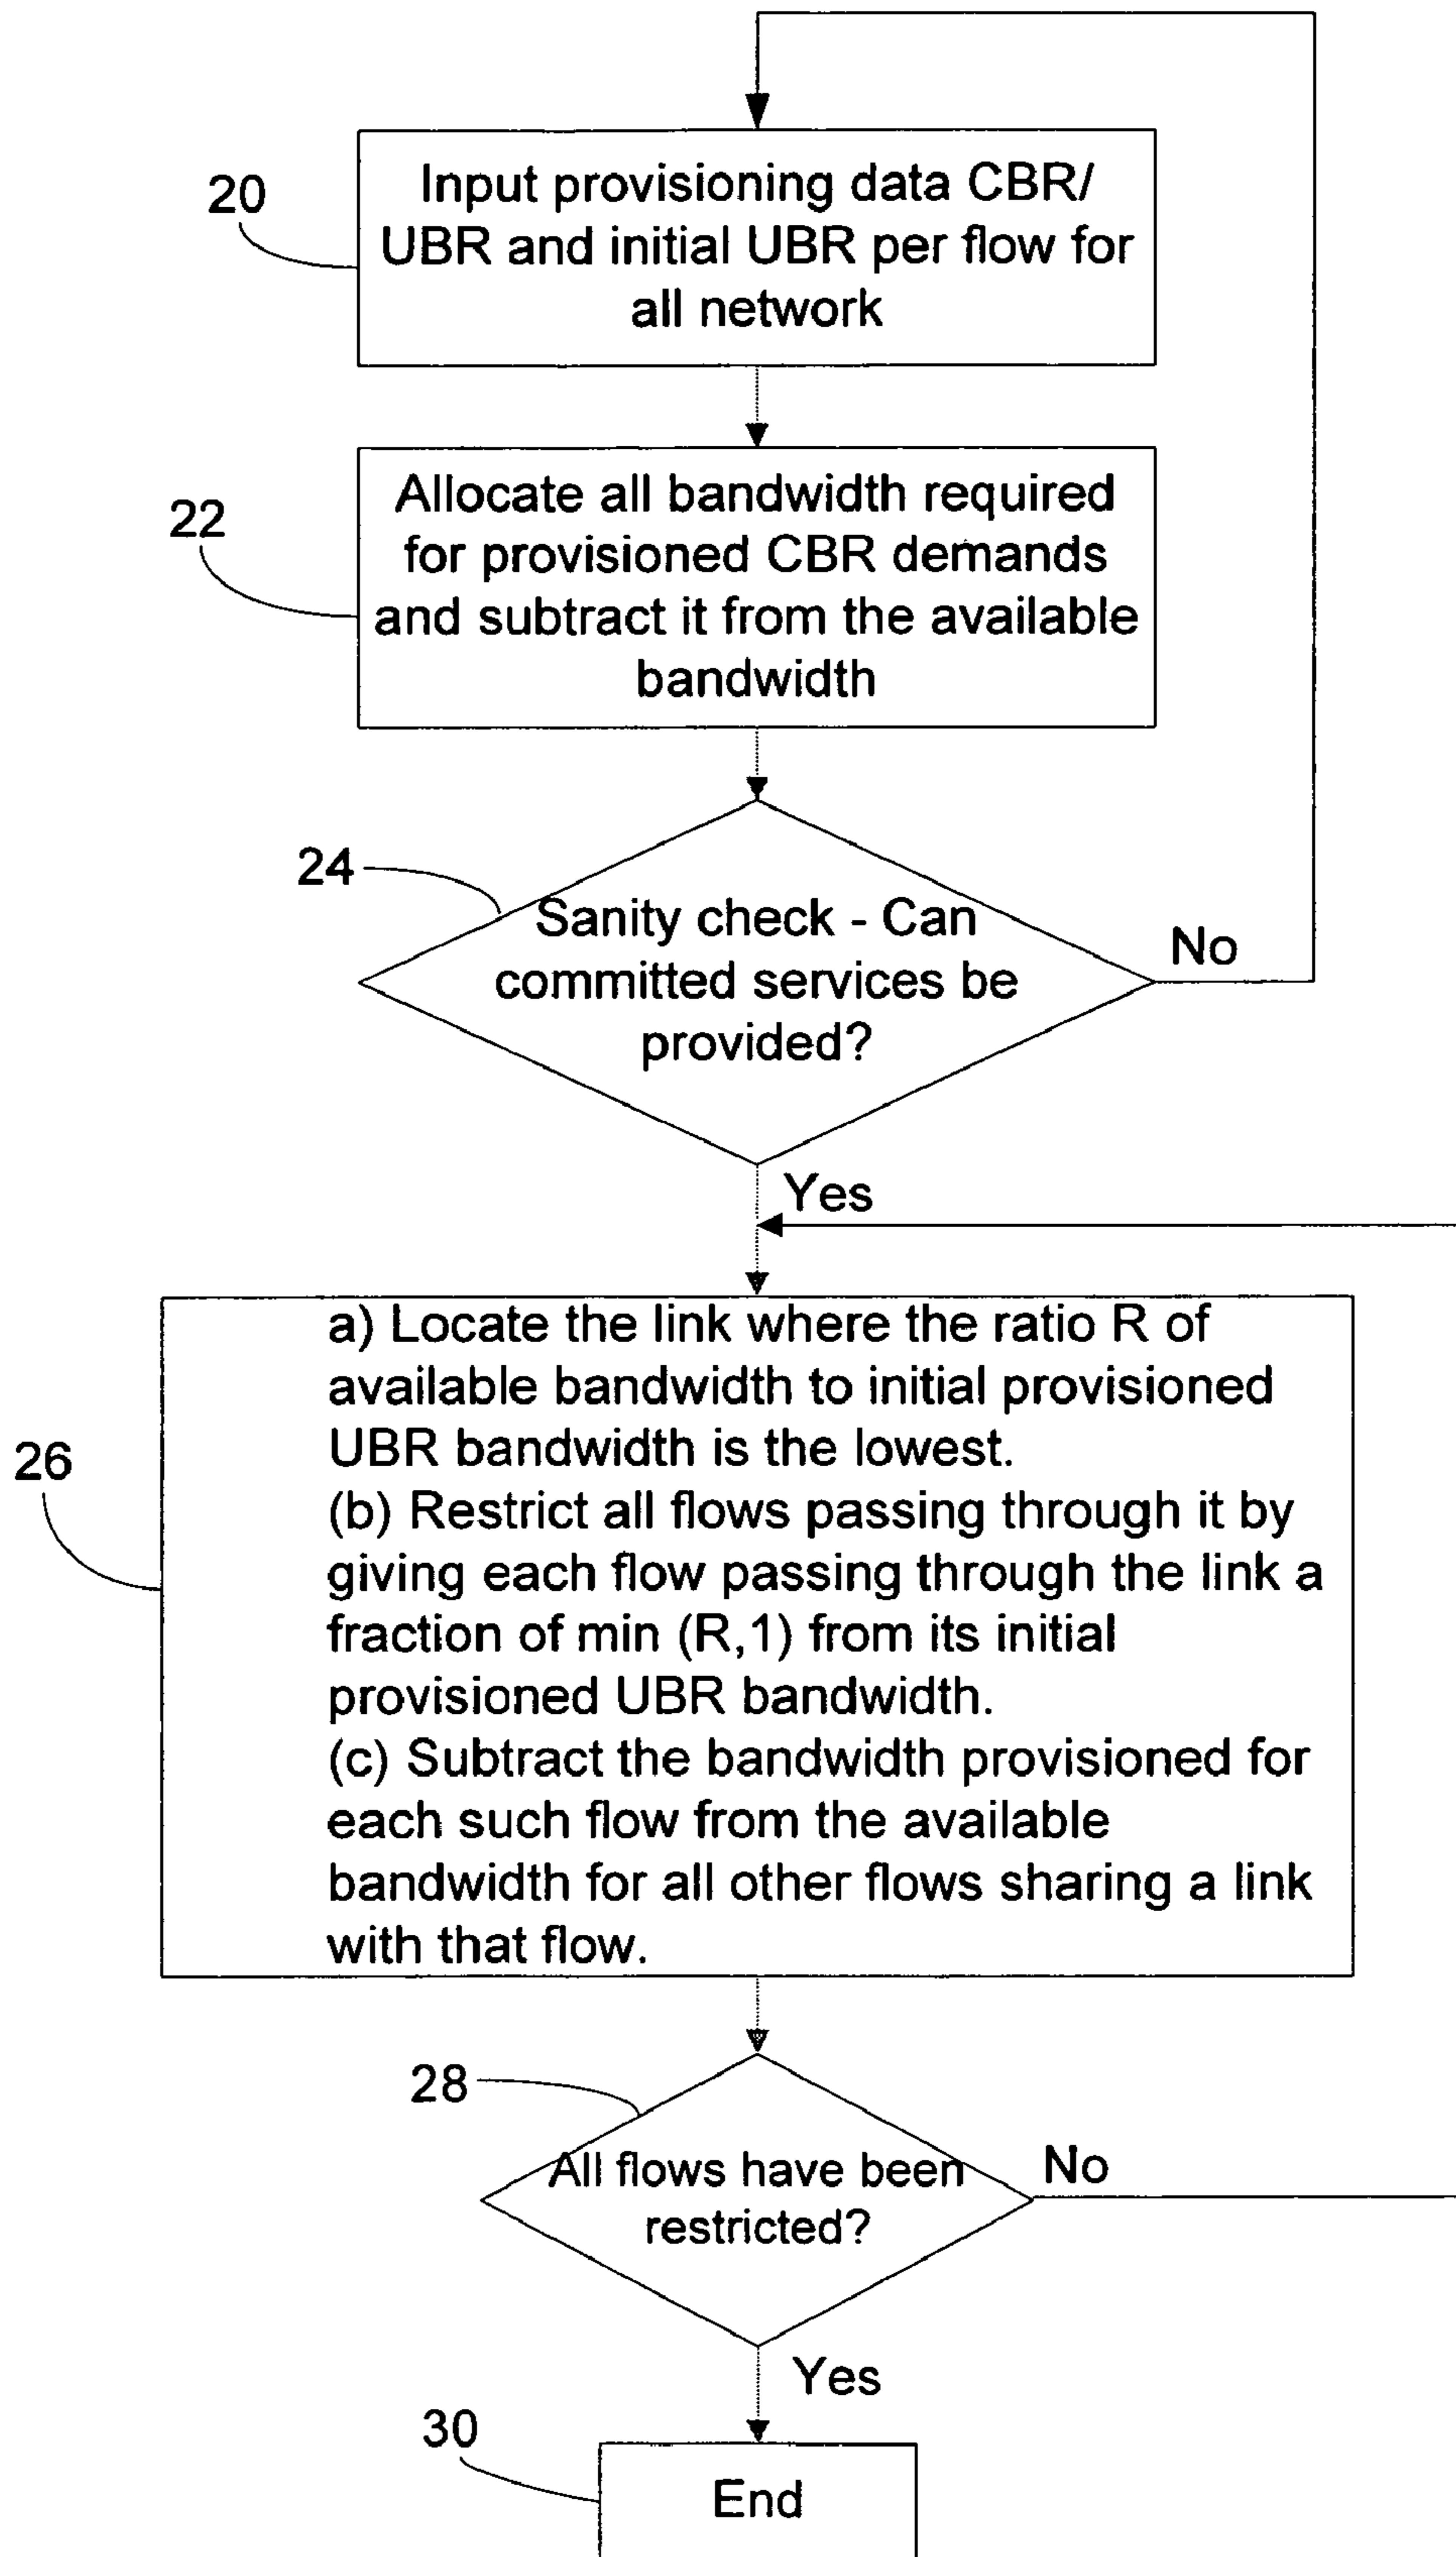 20
Input provisioning data CBR/
UBR and initial UBR per flow for
all network
22
Allocate all bandwidth required
for provisioned CBR demands
and subtract it from the available
bandwidth
24
Sanity check - Can
committed services be
provided?
No
Yes
26
a) Locate the link where the ratio R of
available bandwidth to initial provisioned
UBR bandwidth is the lowest.
(b) Restrict all flows passing through it by
giving each flow passing through the link a
fraction of min (R,1) from its initial
provisioned UBR bandwidth.
(c) Subtract the bandwidth provisioned for
each such flow from the available
bandwidth for all other flows sharing a link
with that flow.
28
All flows have been
restricted?
No
Yes
30
End